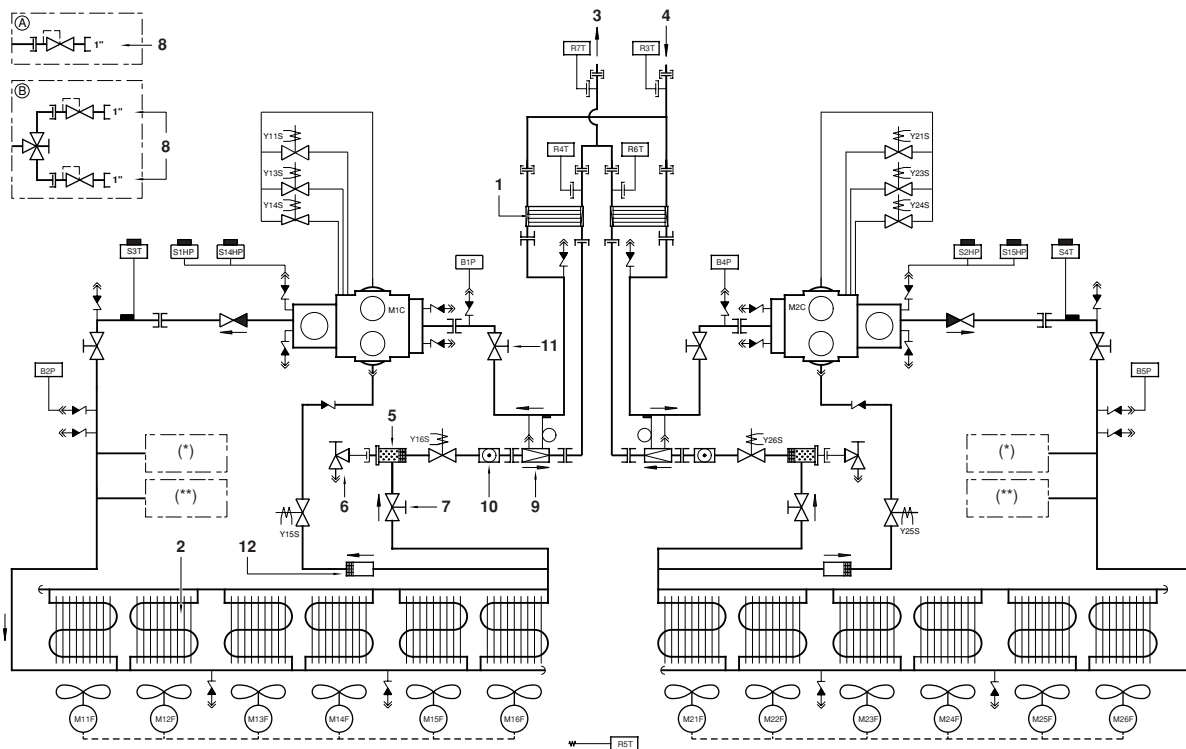 A
1"
8
B
1"
8
1"
3
4
R7T
R3T
R4T
R6T
1
Y11S
Y13S
Y14S
Y21S
Y23S
Y24S
S3T
S1HP
S14HP
B1P
M1C
11
B4P
M2C
S2HP
S15HP
S4T
B2P
B5P
5
Y16S
Y26S
(*)
(**)
(*)
(**)
6
7
10
9
Y15S
Y25S
12
2
M11F
M12F
M13F
M14F
M15F
M16F
M21F
M22F
M23F
M24F
M25F
M26F
R5T